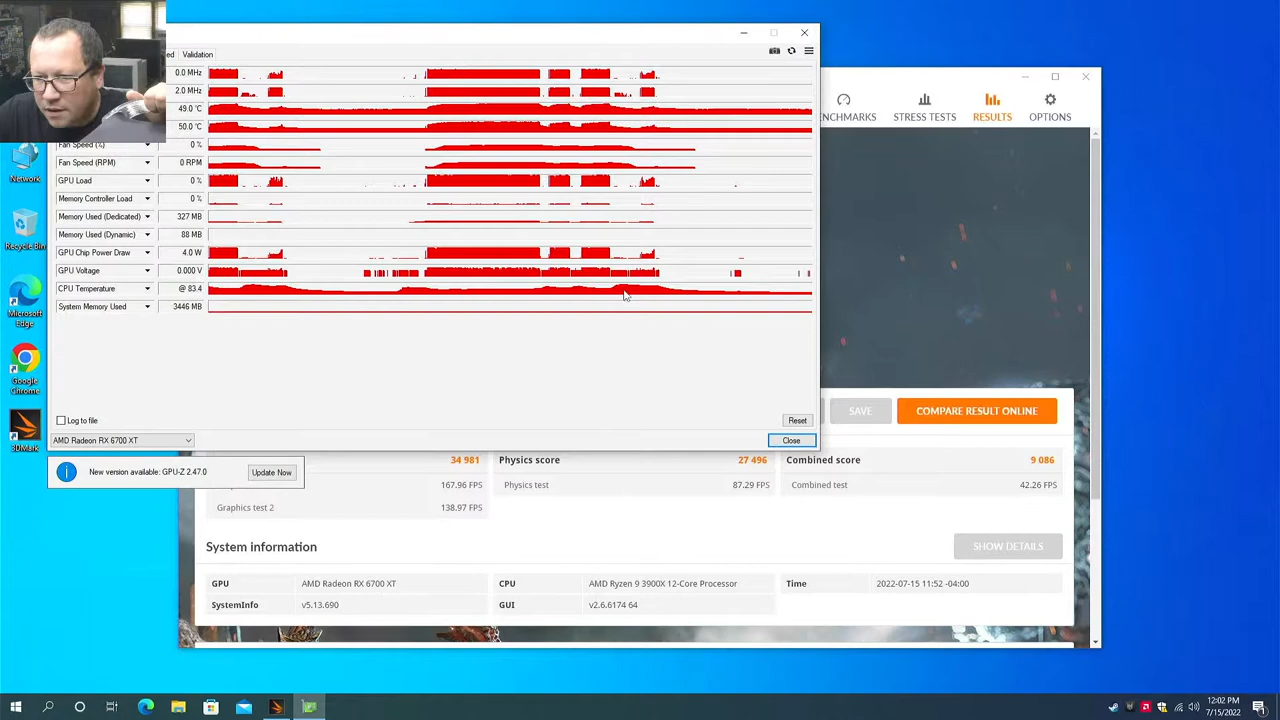 ed Validation
0.0 MHz
2.0 MHz
49.0 °C
50.0 °C
Fan Speed (%) 0 %
Fan Speed (RPM) 0 RPM
GPU Load 0 %
Memory Controller Load 0 %
Memory Used (Dedicated) 327 MB
Memory Used (Dynamic) 88 MB
GPU Chip Power Draw 4.0 W
GPU Voltage 0.000 V
CPU Temperature @ 83.4
System Memory Used 3446 MB
Log to file
Reset
AMD Radeon RX 6700 XT
Close
New version available: GPU-Z 2.47.0
Update Now
Network
Recycle Bin
Microsoft
Edge
Google
Chrome
3DMark
ENCHMARKS STRESS TESTS RESULTS OPTIONS
SAVE COMPARE RESULT ONLINE
34 981 Physics score 27 496 Combined score 9 086
167.96 FPS Physics test 87.29 FPS Combined test 42.26 FPS
Graphics test 2 138.97 FPS
System information
SHOW DETAILS
GPU AMD Radeon RX 6700 XT CPU AMD Ryzen 9 3900X 12-Core Processor Time 2022-07-15 11:52 -04:00
SystemInfo v5.13.690 GUI v2.6.6174 64
12:02 PM
7/15/2022